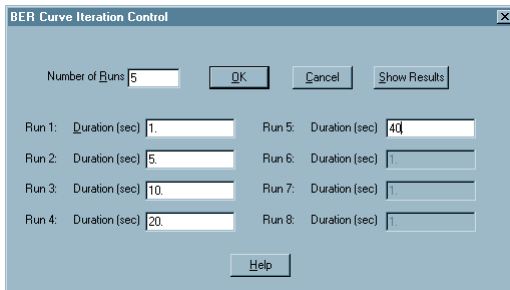 BER Curve Iteration Control
Number of Runs 5 OK Cancel Show Results
Run 1: Duration (sec) 1. Run 5: Duration (sec) 40
Run 2: Duration (sec) 5. Run 6: Duration (sec) 1.
Run 3: Duration (sec) 10. Run 7: Duration (sec) 1.
Run 4: Duration (sec) 20. Run 8: Duration (sec) 1.
Help